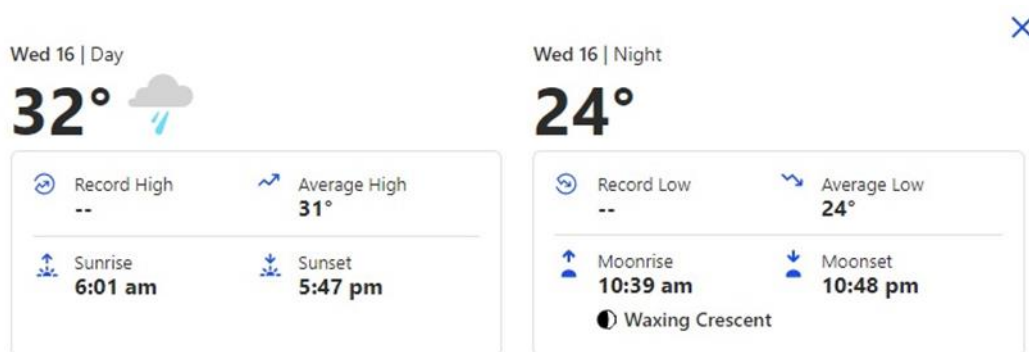 Wed 16 | Day
32°
Record High
--
Average High
31°
Sunrise
6:01 am
Sunset
5:47 pm
Wed 16 | Night
24°
Record Low
--
Average Low
24°
Moonrise
10:39 am
Moonset
10:48 pm
Waxing Crescent